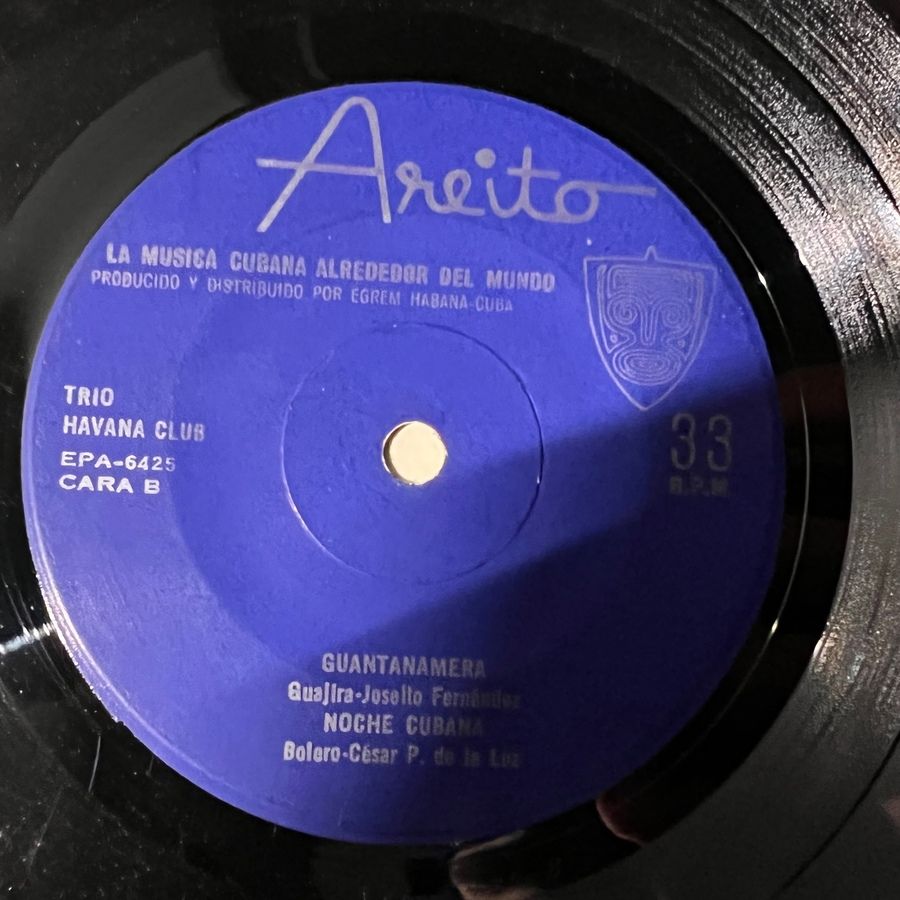 Areito
LA MUSICA CUBANA ALREDEDOR DEL MUNDO
PRODUCIDO Y DISTRIBUIDO POR EGREM HABANA-CUBA
TRIO
HAVANA CLUB
EPA-6425
CARA B
33
R.P.M.
GUANTANAMERA
Guajira-Joseito Fernández
NOCHE CUBANA
Bolero-César P. de la Luz